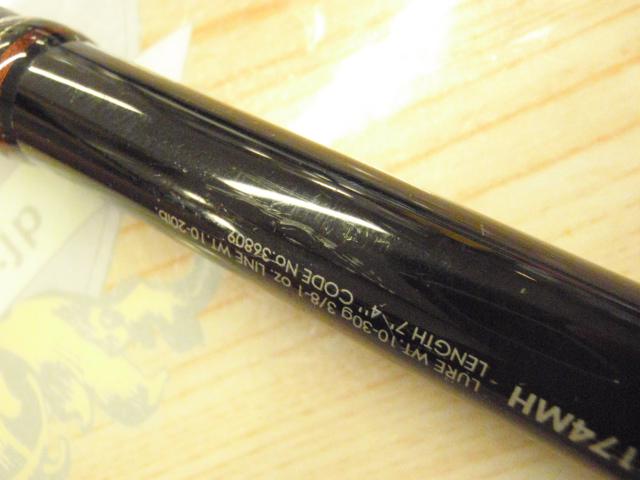 174MH
LURE WT.10-30g 3/8-1 oz. LINE WT.10-20lb.
LENGTH 7' 4'' CODE No.36809
.jp